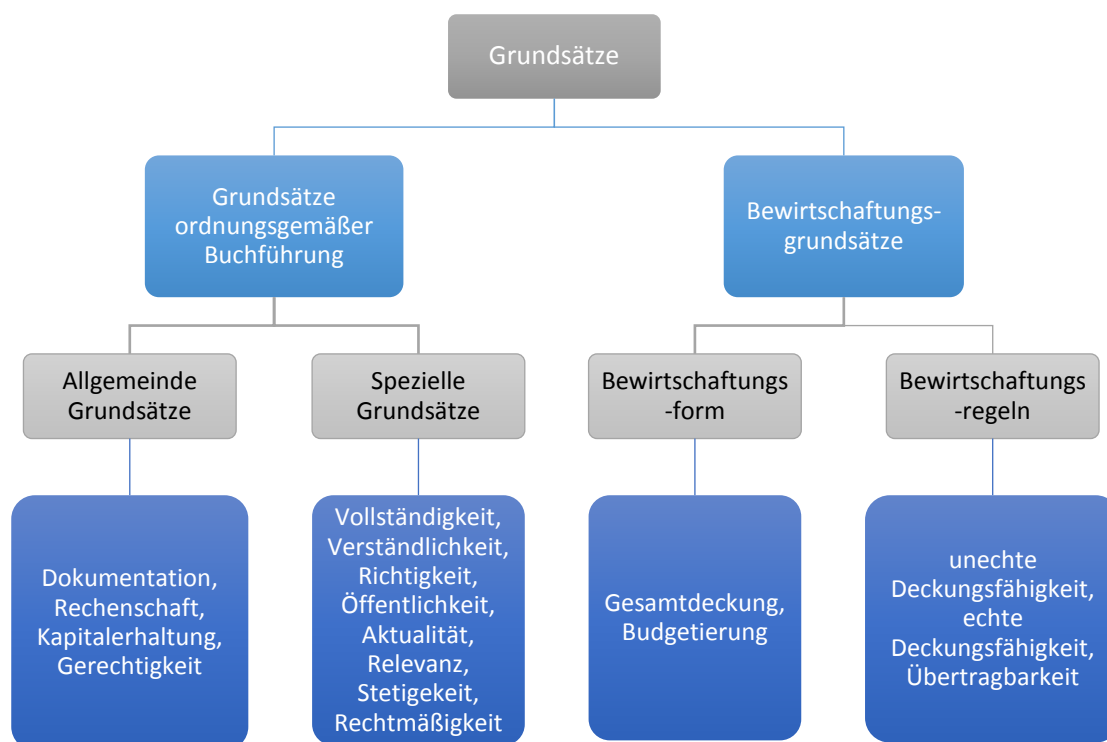 Grundsätze
Grundsätze
ordnungsgemäßer
Buchführung
Bewirtschaftungs-
grundsätze
Allgemeinde
Grundsätze
Spezielle
Grundsätze
Bewirtschaftungs
-form
Bewirtschaftungs
-regeln
Dokumentation,
Rechenschaft,
Kapitalerhaltung,
Gerechtigkeit
Vollständigkeit,
Verständlichkeit,
Richtigkeit,
Öffentlichkeit,
Aktualität,
Relevanz,
Stetigekeit,
Rechtmäßigkeit
Gesamtdeckung,
Budgetierung
unechte
Deckungsfähigkeit,
echte
Deckungsfähigkeit,
Übertragbarkeit